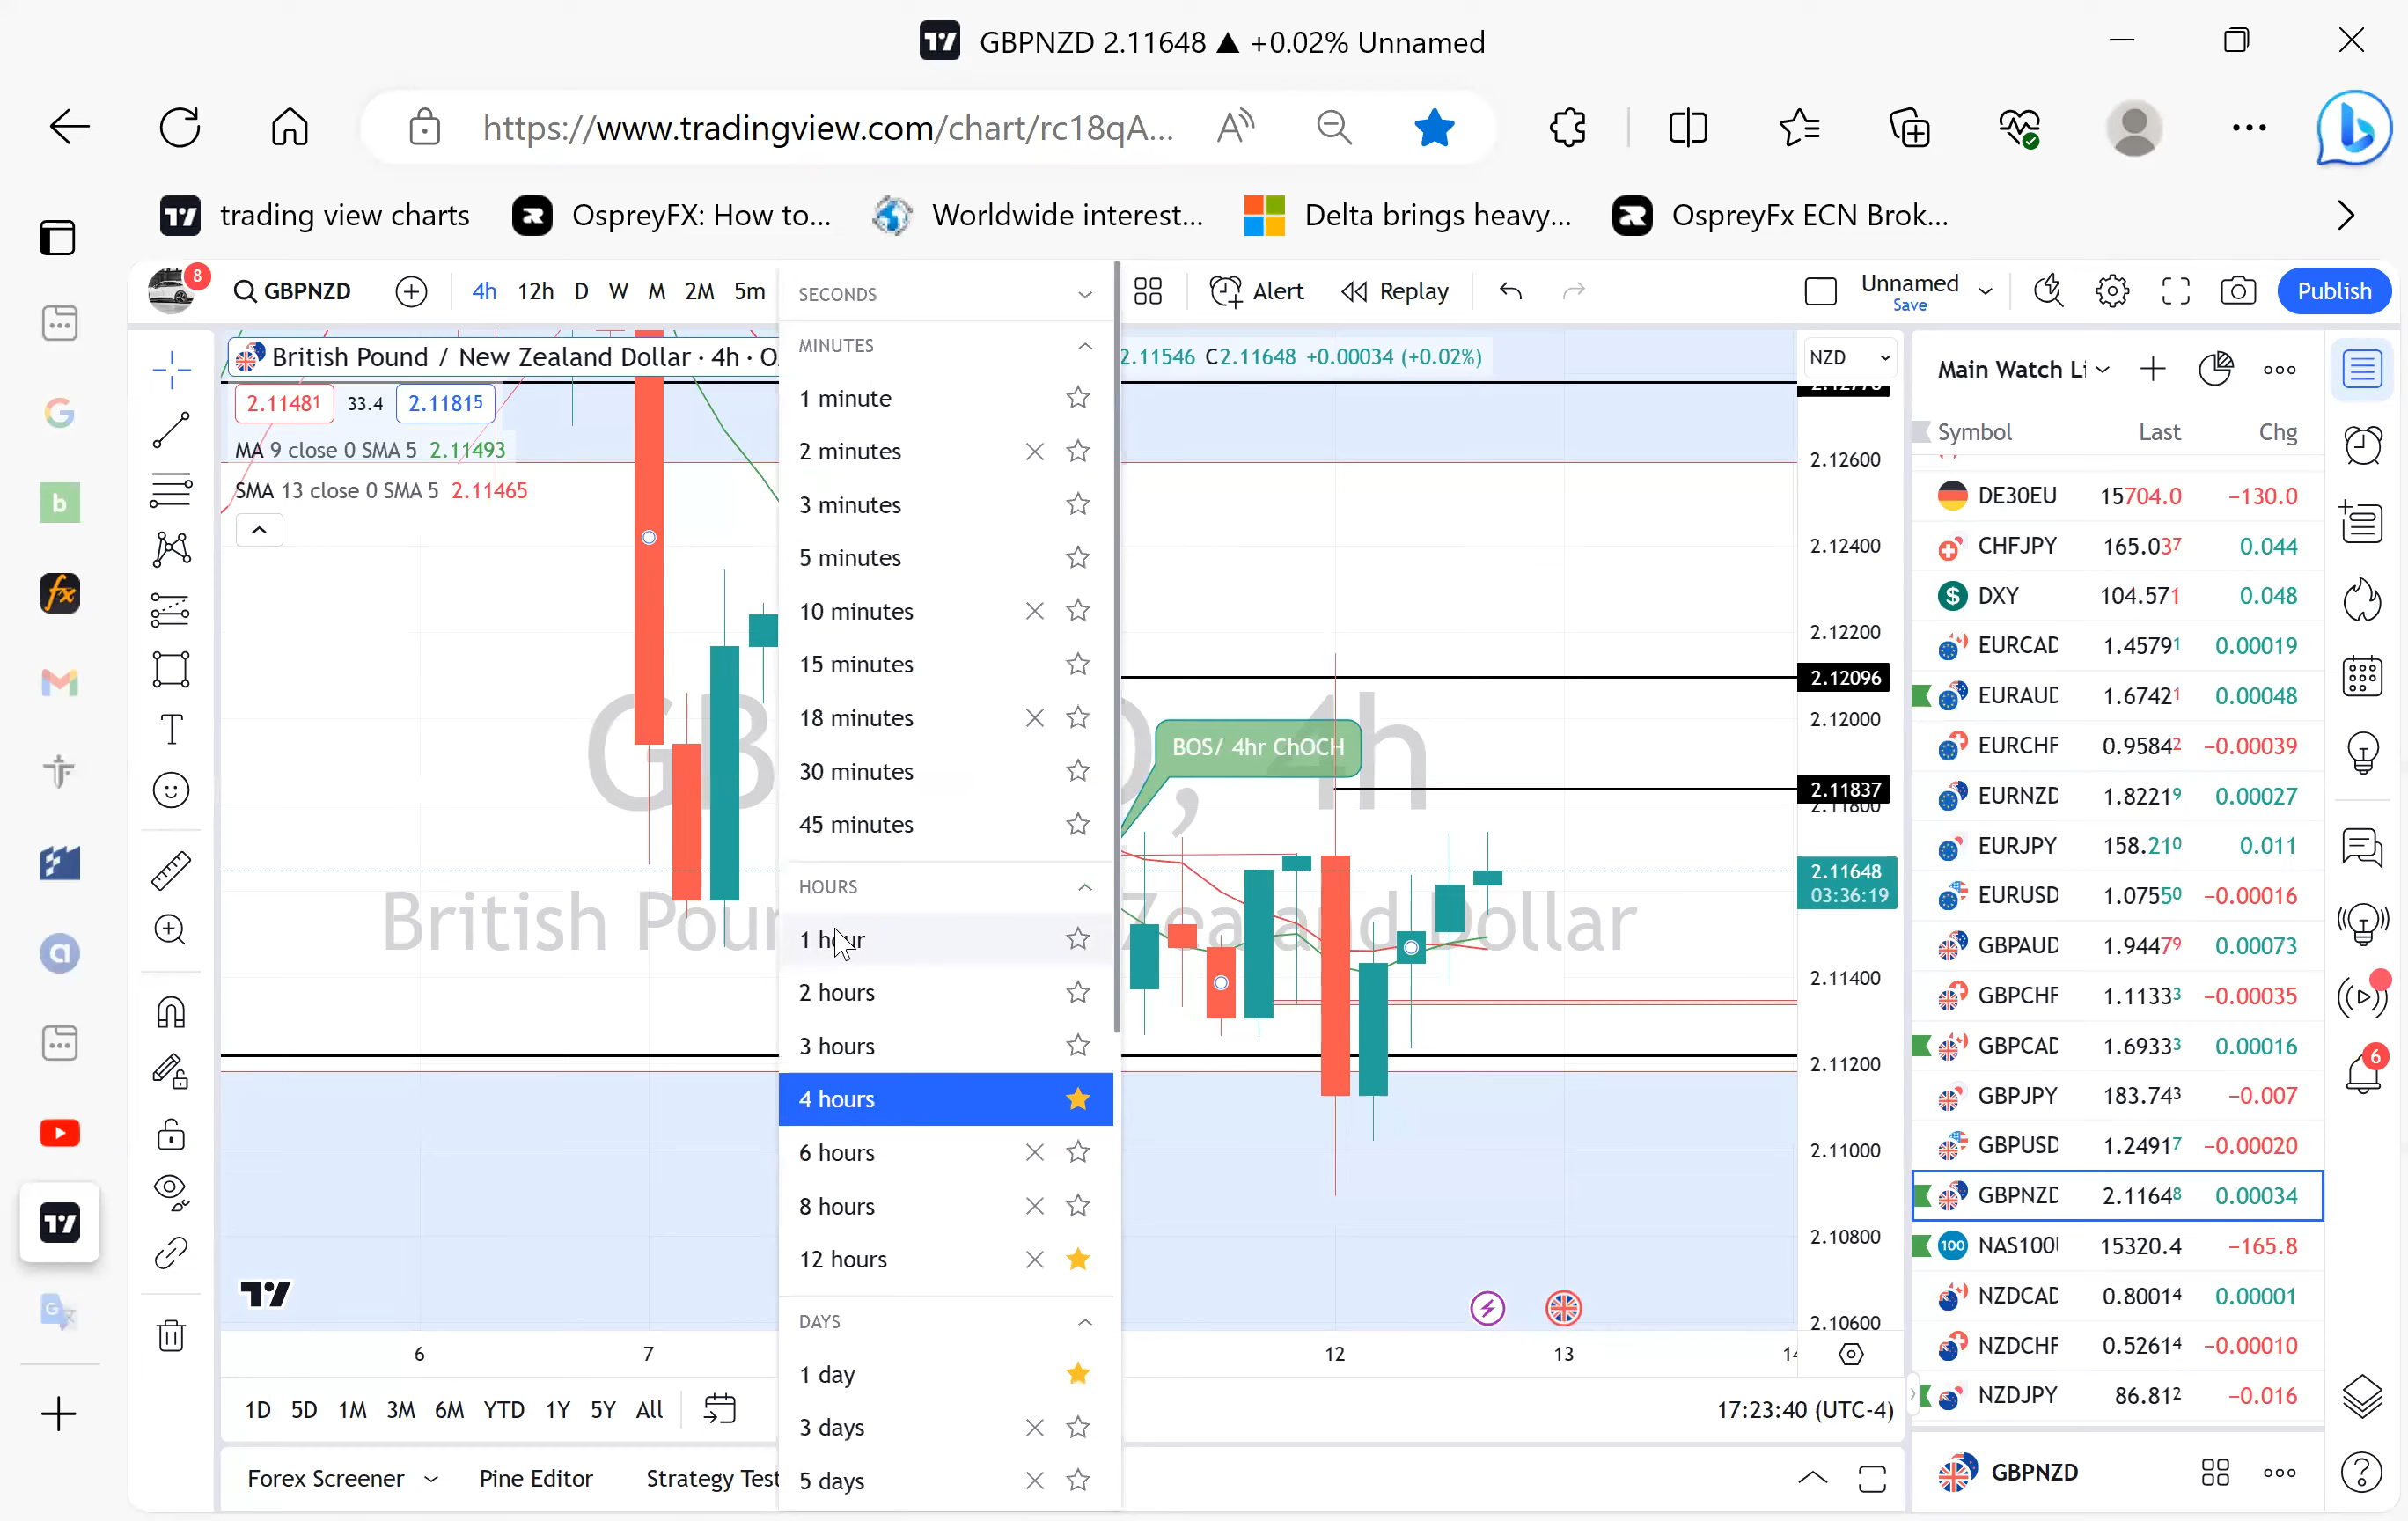 GBPNZD 2.11648 ▲ +0.02% Unnamed
https://www.tradingview.com/chart/rc18qA...
trading view charts
OspreyFX: How to...
Worldwide interest...
Delta brings heavy...
OspreyFx ECN Brok...
8
GBPNZD
4h 12h D W M 2M 5m
Alert
Replay
Unnamed
Save
Publish
British Pound / New Zealand Dollar · 4h · O
2.11546 C2.11648 +0.00034 (+0.02%)
2.11481 33.4 2.11815
MA 9 close 0 SMA 5 2.11493
SMA 13 close 0 SMA 5 2.11465
SECONDS
MINUTES
1 minute
2 minutes
3 minutes
5 minutes
10 minutes
15 minutes
18 minutes
30 minutes
45 minutes
HOURS
1 hour
2 hours
3 hours
4 hours
6 hours
8 hours
12 hours
DAYS
1 day
3 days
5 days
BOS/ 4hr ChOCH
4h
British Pou
Zealand Dollar
NZD
2.12600
2.12400
2.12200
2.12096
2.12000
2.11837
2.11800
2.11648
03:36:19
2.11400
2.11200
2.11000
2.10800
2.10600
6 7 12 13
1D 5D 1M 3M 6M YTD 1Y 5Y All
17:23:40 (UTC-4)
Forex Screener
Pine Editor
Strategy Test
Main Watch Li
Symbol Last Chg
DE30EU 15704.0 −130.0
CHFJPY 165.037 0.044
DXY 104.571 0.048
EURCAD 1.45791 0.00019
EURAUD 1.67421 0.00048
EURCHF 0.95842 −0.00039
EURNZD 1.82219 0.00027
EURJPY 158.210 0.011
EURUSD 1.07550 −0.00016
GBPAUD 1.94479 0.00073
GBPCHF 1.11333 −0.00035
GBPCAD 1.69333 0.00016
GBPJPY 183.743 −0.007
GBPUSD 1.24917 −0.00020
GBPNZD 2.11648 0.00034
NAS100 15320.4 −165.8
NZDCAD 0.80014 0.00001
NZDCHF 0.52614 −0.00010
NZDJPY 86.812 −0.016
GBPNZD
6